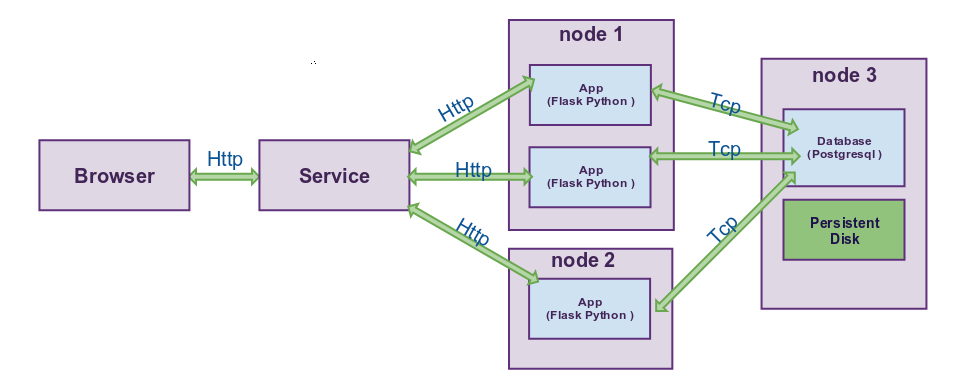 Browser
Http
Service
Http
Http
Http
node 1
App
(Flask Python )
App
(Flask Python )
node 2
App
(Flask Python )
Tcp
Tcp
Tcp
node 3
Database
(Postgresql )
Persistent
Disk